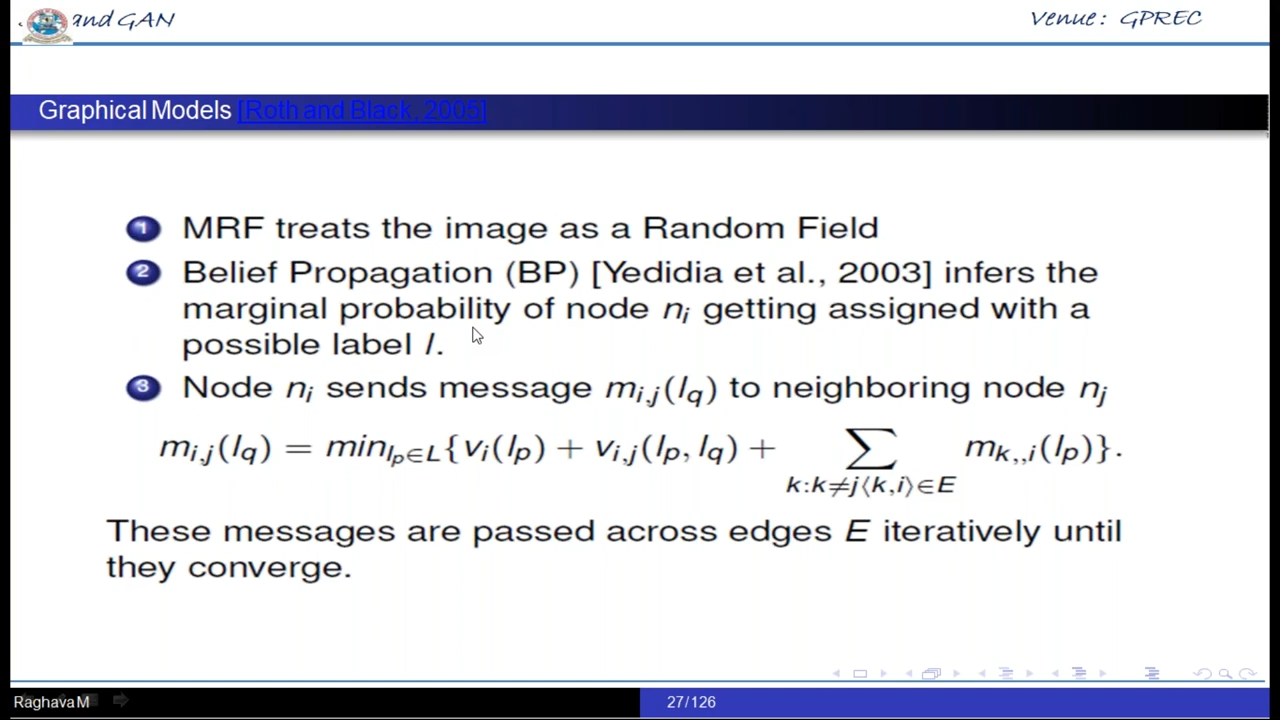 and GAN
Venue: GPREC
Graphical Models [Roth and Black, 2005]
1 MRF treats the image as a Random Field
2 Belief Propagation (BP) [Yedidia et al., 2003] infers the
marginal probability of node n_i getting assigned with a
possible label l.
3 Node n_i sends message m_{i,j}(l_q) to neighboring node n_j
m_{i,j}(l_q) = min_{l_p∈L}{v_i(l_p) + v_{i,j}(l_p, l_q) + ∑_{k:k≠j⟨k,i⟩∈E} m_{k,,i}(l_p)}.
These messages are passed across edges E iteratively until
they converge.
Raghava M
27/126